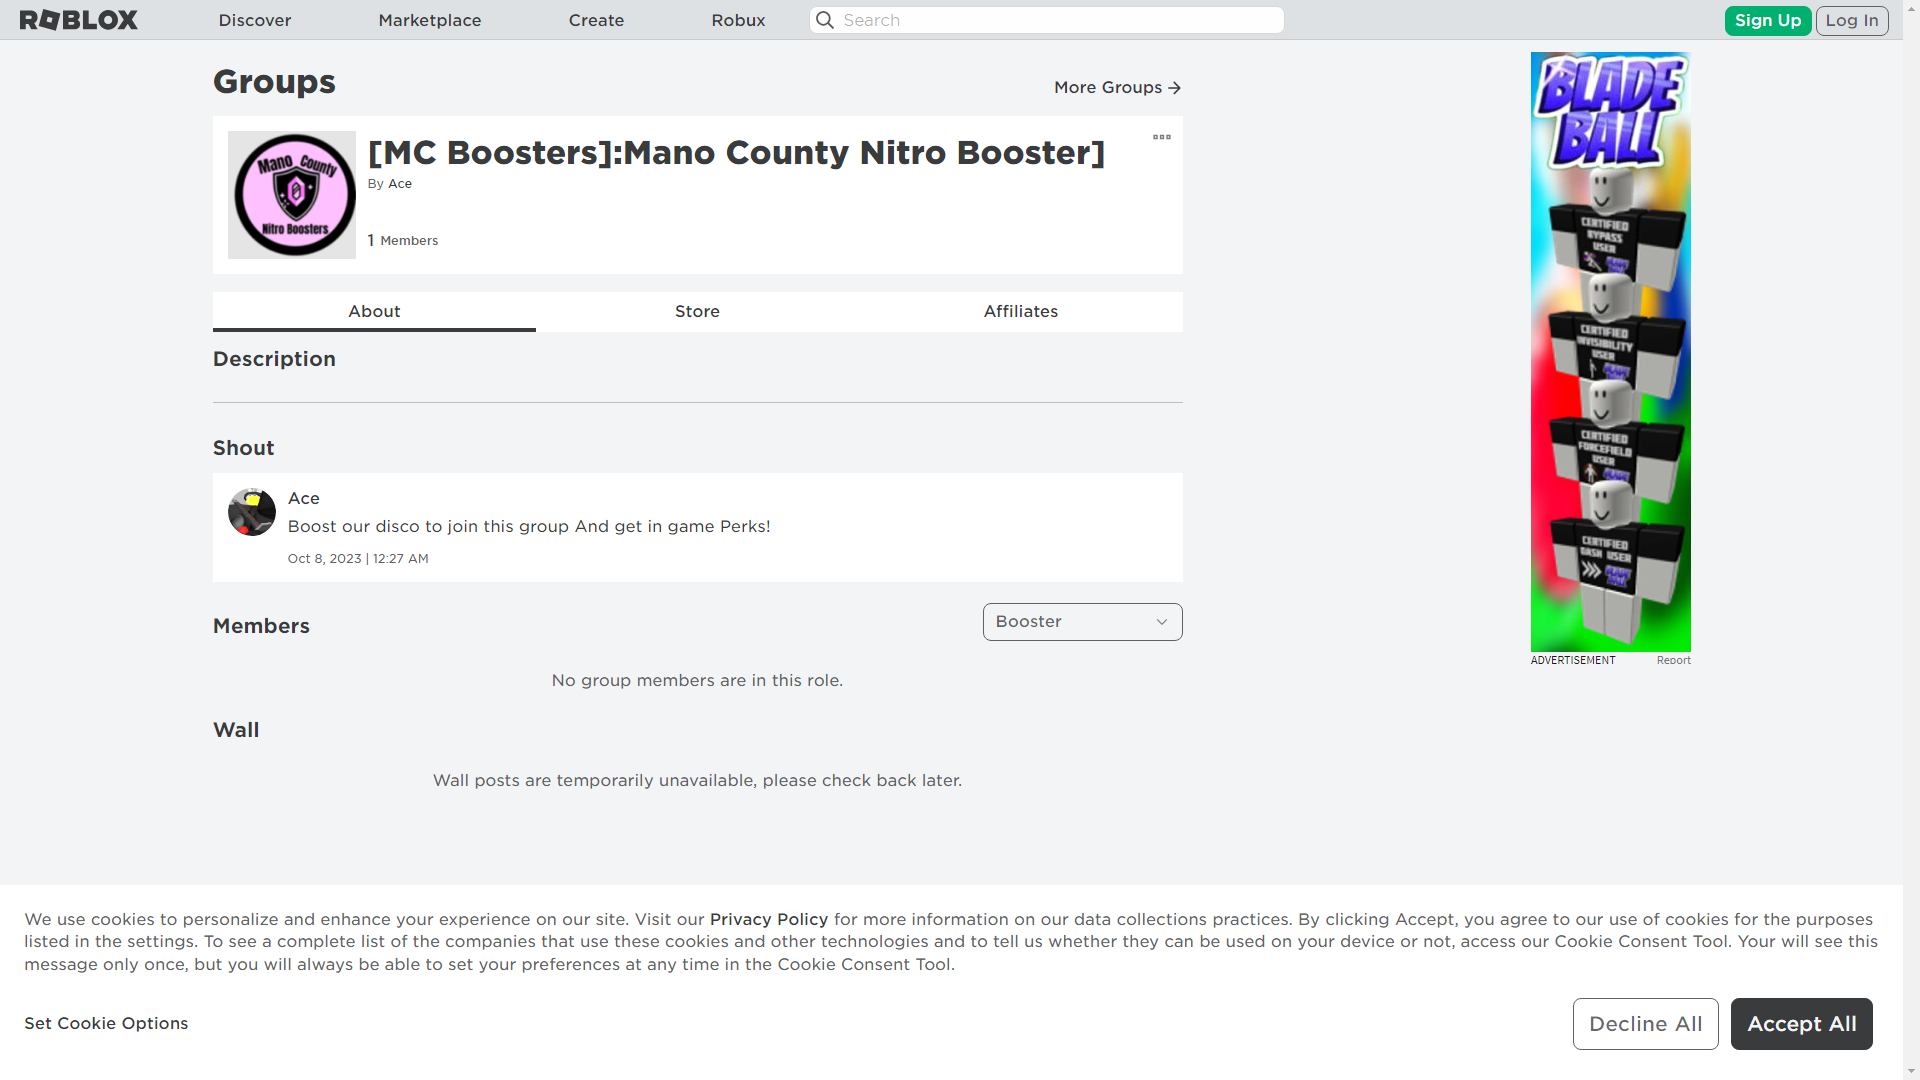 ROBLOX Discover Marketplace Create Robux Search Sign Up Log In
Groups
More Groups
[MC Boosters]:Mano County Nitro Booster]
By Ace
1 Members
Mano County
Nitro Boosters
About Store Affiliates
Description
Shout
Ace
Boost our disco to join this group And get in game Perks!
Oct 8, 2023 | 12:27 AM
Members
Booster
No group members are in this role.
Wall
Wall posts are temporarily unavailable, please check back later.
BLADE
BALL
CERTIFIED
BYPASS
USER
CERTIFIED
INVISIBILITY
USER
CERTIFIED
FORCEFIELD
USER
CERTIFIED
DASH USER
ADVERTISEMENT Report
We use cookies to personalize and enhance your experience on our site. Visit our Privacy Policy for more information on our data collections practices. By clicking Accept, you agree to our use of cookies for the purposes
listed in the settings. To see a complete list of the companies that use these cookies and other technologies and to tell us whether they can be used on your device or not, access our Cookie Consent Tool. Your will see this
message only once, but you will always be able to set your preferences at any time in the Cookie Consent Tool.
Set Cookie Options
Decline All
Accept All